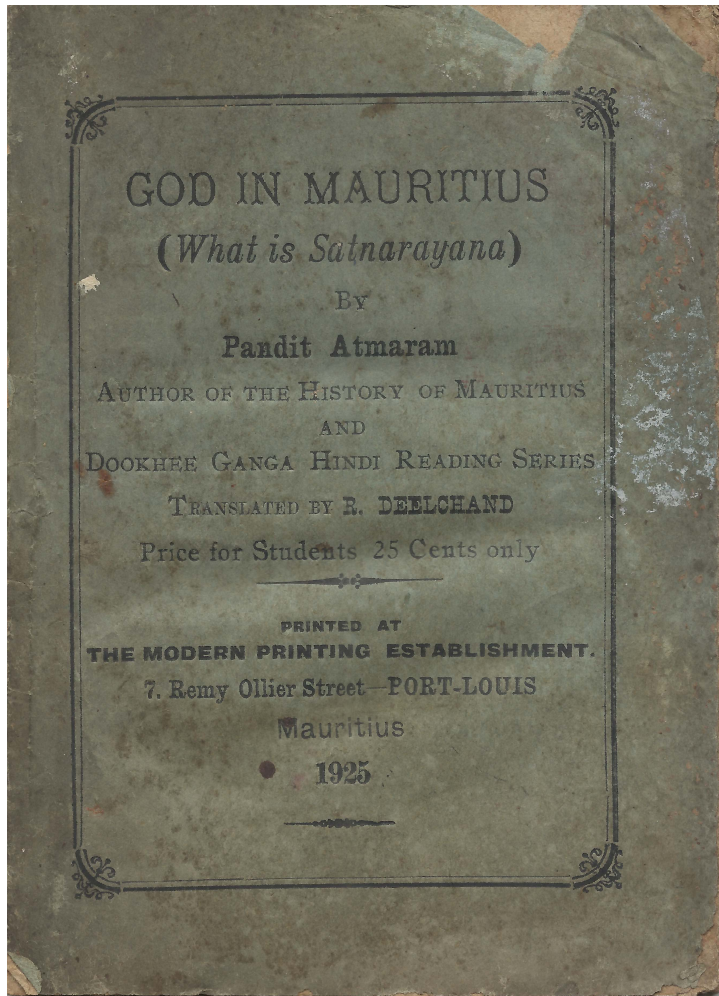 GOD IN MAURITIUS
(What is Satnarayana)
By
Pandit Atmaram
Author of the History of Mauritius
and
Dookhee Ganga Hindi Reading Series
Translated by R. DEELCHAND
Price for Students 25 Cents only
PRINTED AT
THE MODERN PRINTING ESTABLISHMENT.
7. Remy Ollier Street—PORT-LOUIS
Mauritius
1925